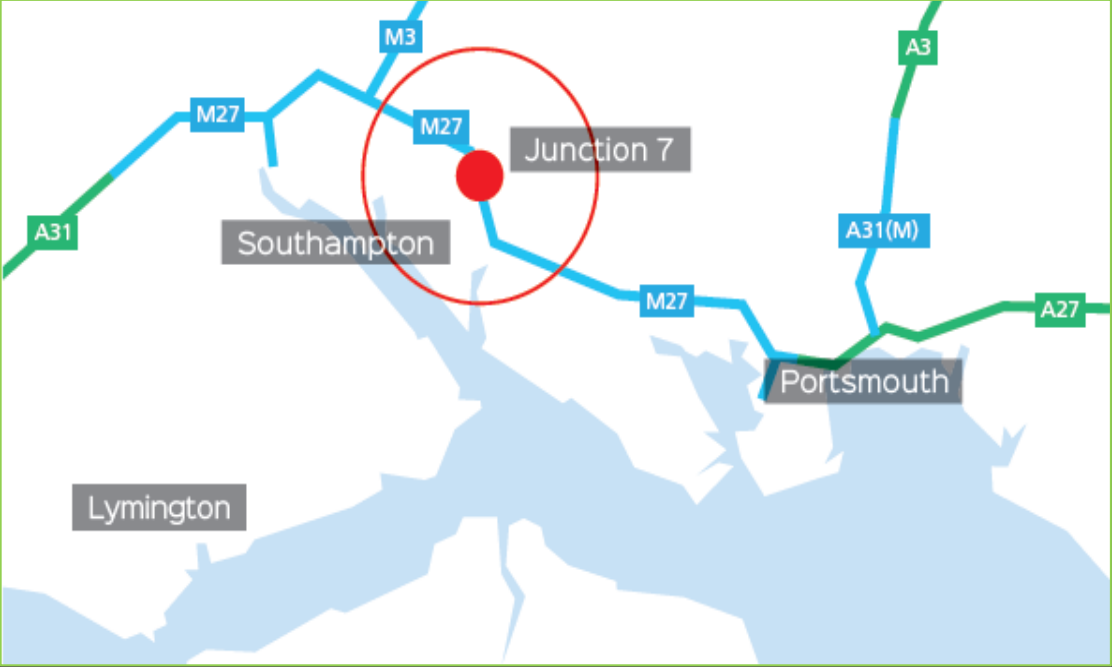 M3
A3
M27
M27
Junction 7
A31
A31(M)
Southampton
M27
A27
Portsmouth
Lymington